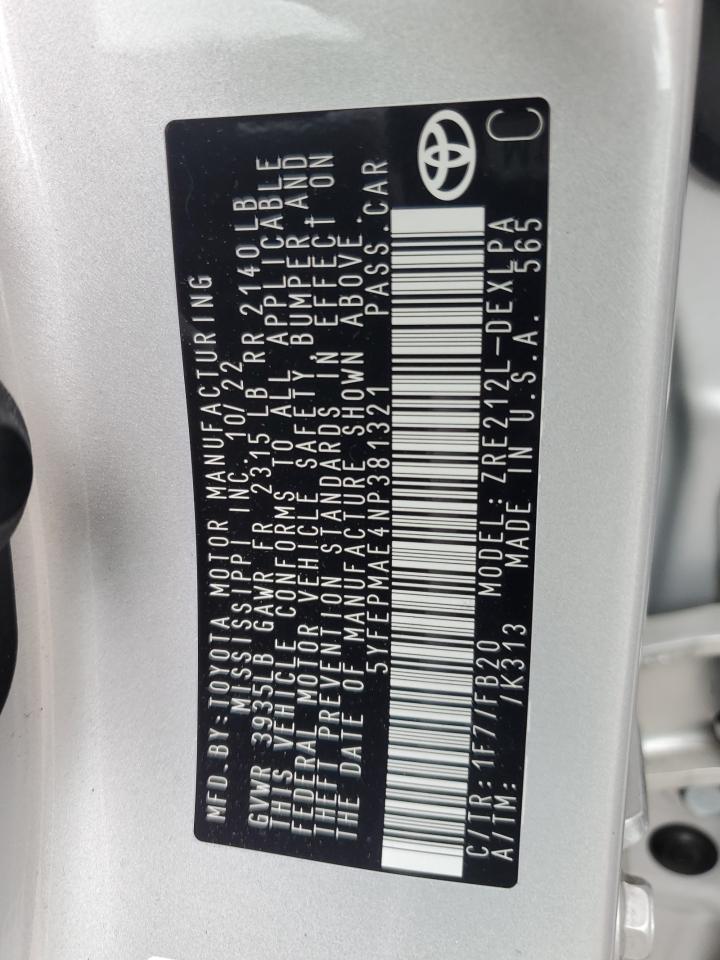 MFD.BY:TOYOTA MOTOR MANUFACTURING
MISSISSIPPI INC. 10/22
GVWR 3935LB GAWR FR 2315 LB RR 2140LB
THIS VEHICLE CONFORMS TO ALL APPLICABLE
FEDERAL MOTOR VEHICLE SAFETY, BUMPER, AND
THEFT PREVENTION STANDARDS IN EFFECT ON
THE DATE OF MANUFACTURE SHOWN ABOVE.
5YFEPMAE4NP381321 PASS.CAR
C/TR: 1F7/FB20 MODEL: ZRE212L-DEXLPA
A/TM: /K313 MADE IN U.S.A. 565
C